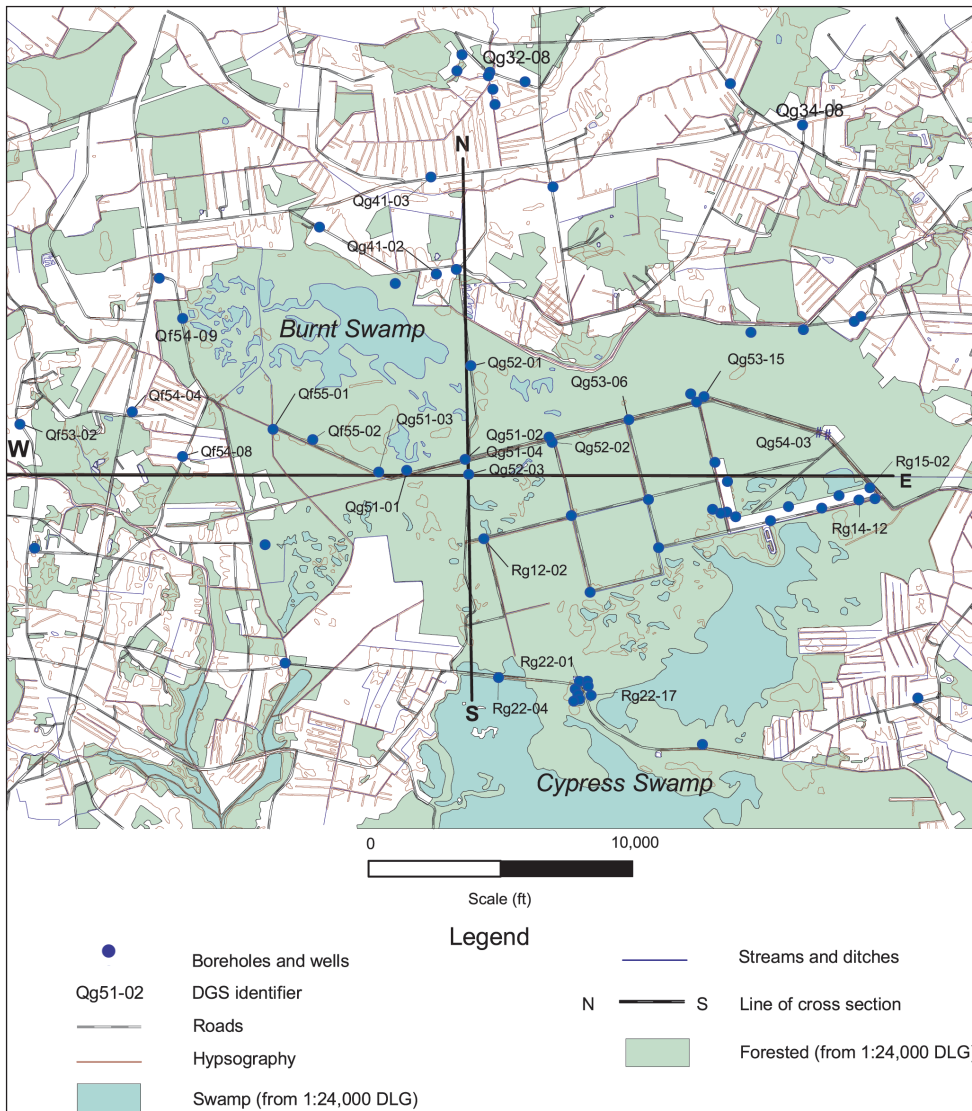 Qg32-08
Qg34-08
N
Qg41-03
Qg41-02
Burnt Swamp
Qf54-09
Qg52-01
Qg53-15
Qg53-06
Qf55-01
Qf54-04
Qg51-03
Qf53-02
Qf55-02
Qg51-02
Qg52-02
Qg54-03
W
Qf54-08
Qg51-04
Qg52-03
Rg15-02
E
Qg51-01
Rg14-12
Rg12-02
Rg22-01
Rg22-17
S
Rg22-04
Cypress Swamp
0
10,000
Scale (ft)
Legend
Boreholes and wells
Streams and ditches
Qg51-02 DGS identifier
N S Line of cross section
Roads
Hypsography
Forested (from 1:24,000 DLG)
Swamp (from 1:24,000 DLG)